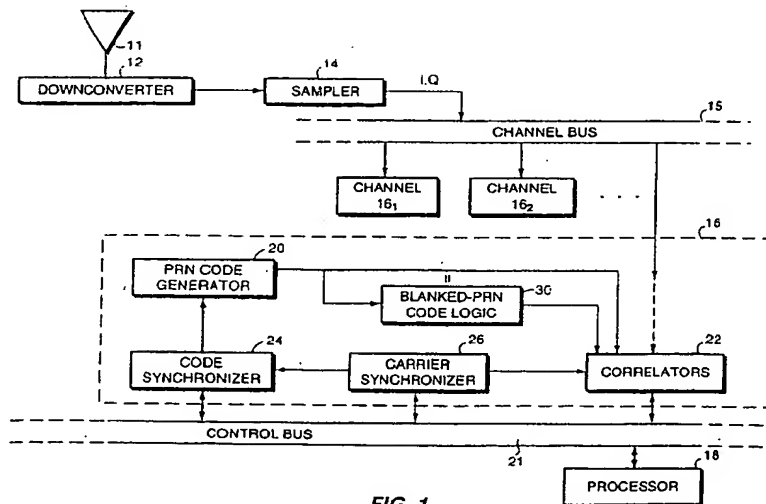 11
12
DOWNCONVERTER
14
SAMPLER
I,Q
15
CHANNEL BUS
CHANNEL
16₁
CHANNEL
16₂
. . .
16
20
PRN CODE
GENERATOR
II
BLANKED-PRN
CODE LOGIC
30
24
CODE
SYNCHRONIZER
26
CARRIER
SYNCHRONIZER
22
CORRELATORS
CONTROL BUS
21
18
PROCESSOR
FIG. 1